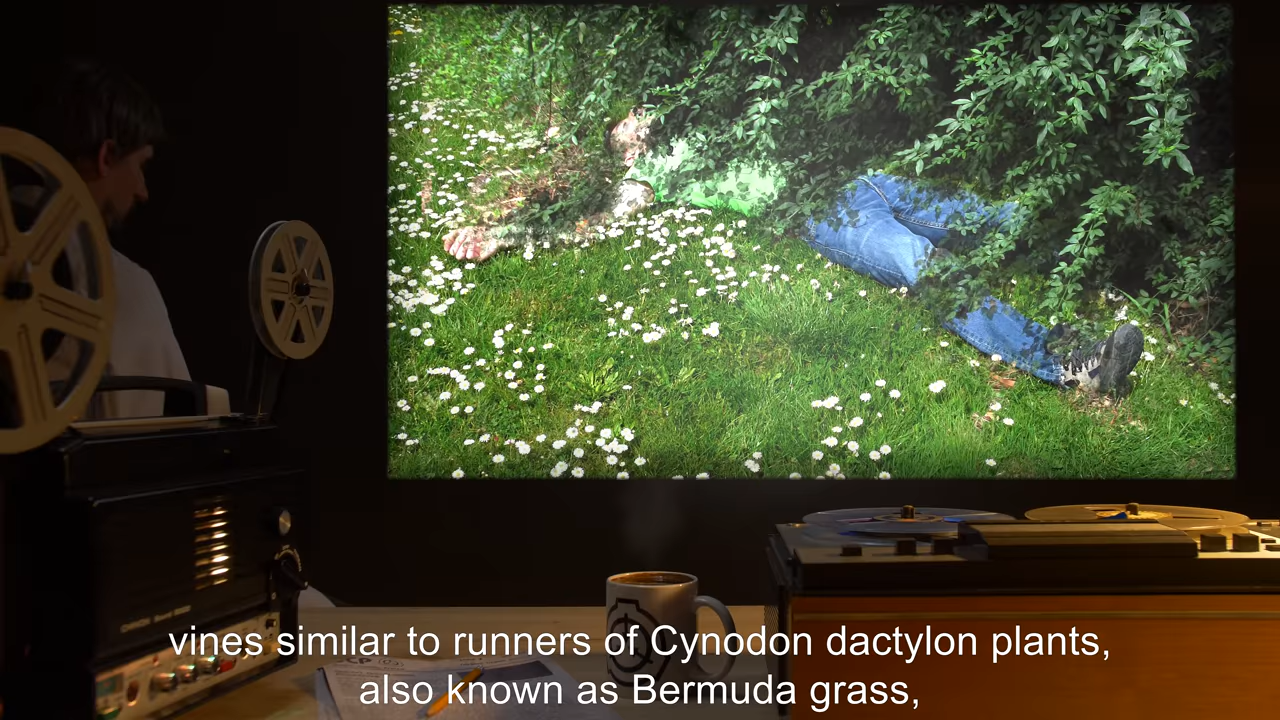 vines similar to runners of Cynodon dactylon plants,
also known as Bermuda grass,